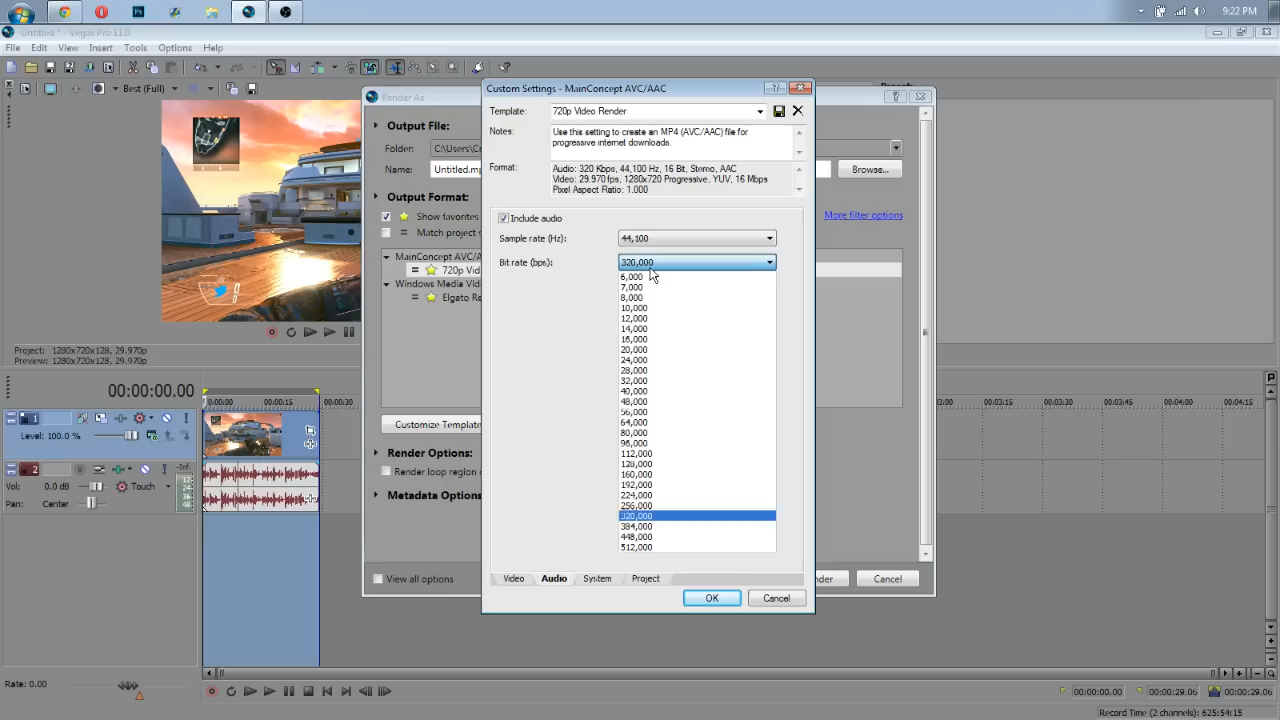 9:22 PM
Untitled * - Vegas Pro 11.0
File Edit View Insert Tools Options Help
Best (Full)
Project: 1280x720x128, 29.970p
Preview: 1280x720x128, 29.970p
Render As
Output File:
Folder:
Name:
Browse...
Output Format:
More filter options
Show favorites
Match project s
MainConcept AVC/A
= 720p Vid
Windows Media Vid
= Elgato Re
Customize Template
Render Options:
Render loop region
Metadata Options
View all options
Cancel
Custom Settings - MainConcept AVC/AAC
Template: 720p Video Render
Notes: Use this setting to create an MP4 (AVC/AAC) file for
progressive internet downloads.
Format: Audio: 320 Kbps, 44,100 Hz, 16 Bit, Stereo, AAC
Video: 29.970 fps, 1280x720 Progressive, YUV, 16 Mbps
Pixel Aspect Ratio: 1.000
Include audio
Sample rate (Hz): 44,100
Bit rate (bps): 320,000
6,000
7,000
8,000
10,000
12,000
14,000
16,000
20,000
24,000
28,000
32,000
40,000
48,000
56,000
64,000
80,000
96,000
112,000
128,000
160,000
192,000
224,000
256,000
320,000
384,000
448,000
512,000
Video Audio System Project
OK Cancel
00:00:00.00
00:00:15 00:00:30
00:03:15 00:03:30 00:03:45 00:04:00 00:04:15
1
Level: 100.0 %
2
Vol: 0.0 dB Touch
Pan: Center
-Inf.
Rate: 0.00
00:00:00.00 00:00:29.06 00:00:29.06
Record Time (2 channels): 625:54:15